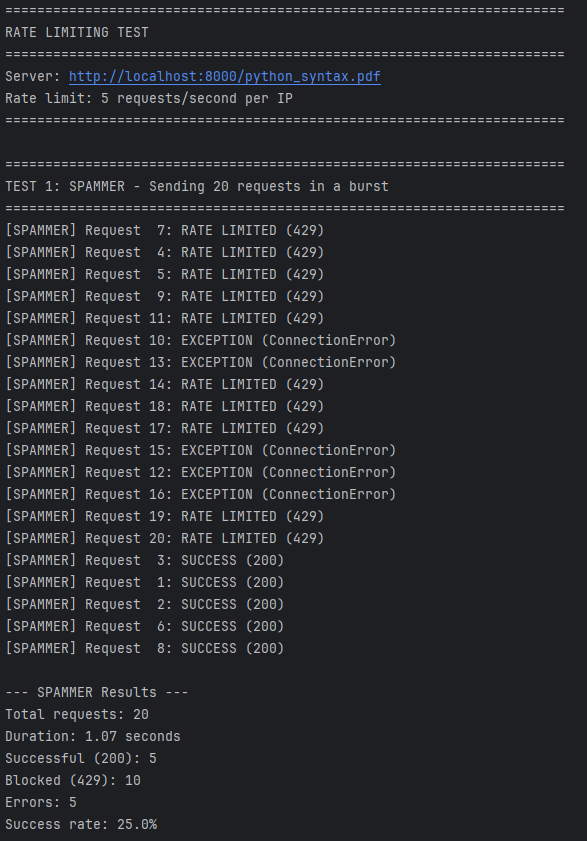 ======================================================================
RATE LIMITING TEST
======================================================================
Server: http://localhost:8000/python_syntax.pdf
Rate limit: 5 requests/second per IP
======================================================================

======================================================================
TEST 1: SPAMMER - Sending 20 requests in a burst
======================================================================
[SPAMMER] Request  7: RATE LIMITED (429)
[SPAMMER] Request  4: RATE LIMITED (429)
[SPAMMER] Request  5: RATE LIMITED (429)
[SPAMMER] Request  9: RATE LIMITED (429)
[SPAMMER] Request 11: RATE LIMITED (429)
[SPAMMER] Request 10: EXCEPTION (ConnectionError)
[SPAMMER] Request 13: EXCEPTION (ConnectionError)
[SPAMMER] Request 14: RATE LIMITED (429)
[SPAMMER] Request 18: RATE LIMITED (429)
[SPAMMER] Request 17: RATE LIMITED (429)
[SPAMMER] Request 15: EXCEPTION (ConnectionError)
[SPAMMER] Request 12: EXCEPTION (ConnectionError)
[SPAMMER] Request 16: EXCEPTION (ConnectionError)
[SPAMMER] Request 19: RATE LIMITED (429)
[SPAMMER] Request 20: RATE LIMITED (429)
[SPAMMER] Request  3: SUCCESS (200)
[SPAMMER] Request  1: SUCCESS (200)
[SPAMMER] Request  2: SUCCESS (200)
[SPAMMER] Request  6: SUCCESS (200)
[SPAMMER] Request  8: SUCCESS (200)

--- SPAMMER Results ---
Total requests: 20
Duration: 1.07 seconds
Successful (200): 5
Blocked (429): 10
Errors: 5
Success rate: 25.0%